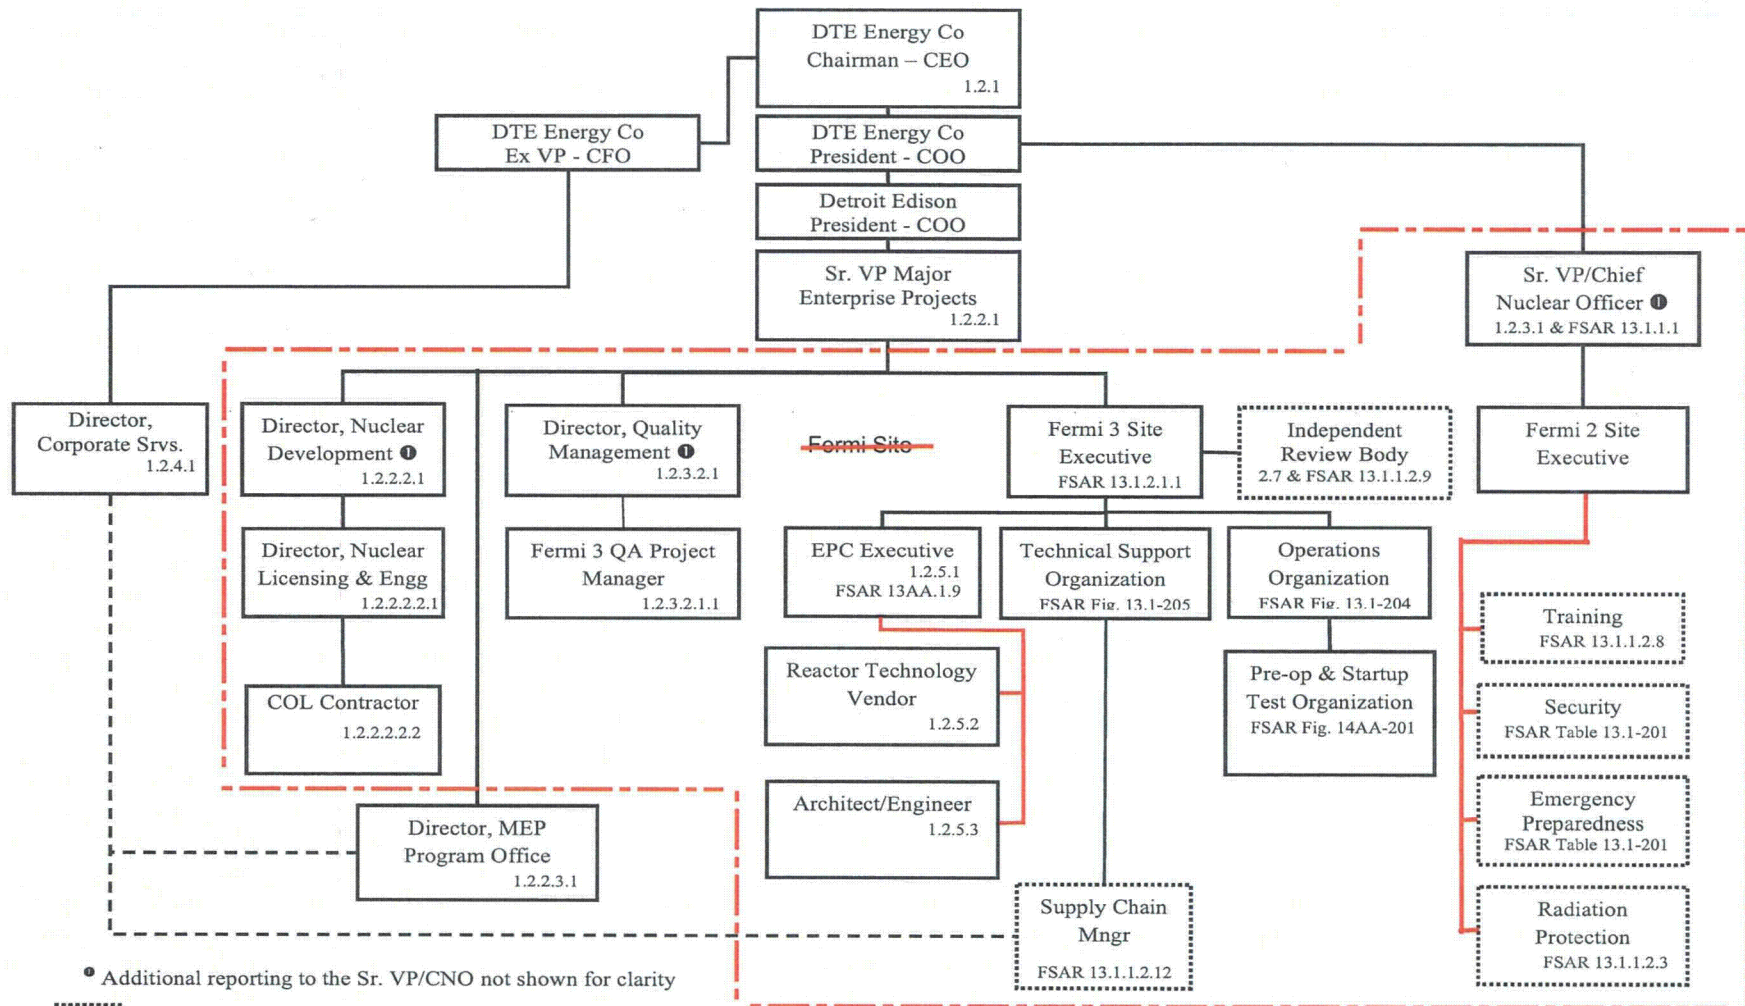 DTE Energy Co
Chairman – CEO
1.2.1
DTE Energy Co
Ex VP - CFO
DTE Energy Co
President - COO
Detroit Edison
President - COO
Sr. VP Major
Enterprise Projects
1.2.2.1
Sr. VP/Chief
Nuclear Officer ❶
1.2.3.1 & FSAR 13.1.1.1
Director,
Corporate Srvs.
1.2.4.1
Director, Nuclear
Development ❶
1.2.2.2.1
Director, Quality
Management ❶
1.2.3.2.1
Fermi Site
Fermi 3 Site
Executive
FSAR 13.1.2.1.1
Independent
Review Body
2.7 & FSAR 13.1.1.2.9
Fermi 2 Site
Executive
Director, Nuclear
Licensing & Engg
1.2.2.2.2.1
Fermi 3 QA Project
Manager
1.2.3.2.1.1
EPC Executive
1.2.5.1
FSAR 13AA.1.9
Technical Support
Organization
FSAR Fig. 13.1-205
Operations
Organization
FSAR Fig. 13.1-204
Training
FSAR 13.1.1.2.8
COL Contractor
1.2.2.2.2.2
Reactor Technology
Vendor
1.2.5.2
Pre-op & Startup
Test Organization
FSAR Fig. 14AA-201
Security
FSAR Table 13.1-201
Director, MEP
Program Office
1.2.2.3.1
Architect/Engineer
1.2.5.3
Emergency
Preparedness
FSAR Table 13.1-201
Supply Chain
Mngr
FSAR 13.1.1.2.12
Radiation
Protection
FSAR 13.1.1.2.3
❶ Additional reporting to the Sr. VP/CNO not shown for clarity